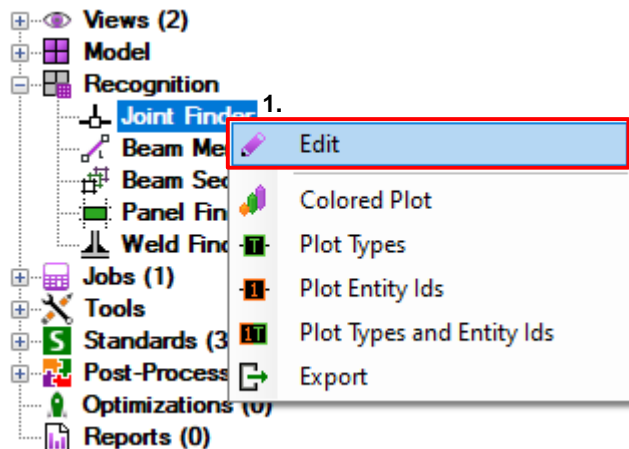 Views (2)
Model
Recognition
Joint Finder
1.
Edit
Beam Me
Beam Sec
Colored Plot
Panel Fin
Plot Types
Weld Find
Jobs (1)
Plot Entity Ids
Tools
Standards (3
Plot Types and Entity Ids
Post-Process
Export
Optimizations (0)
Reports (0)